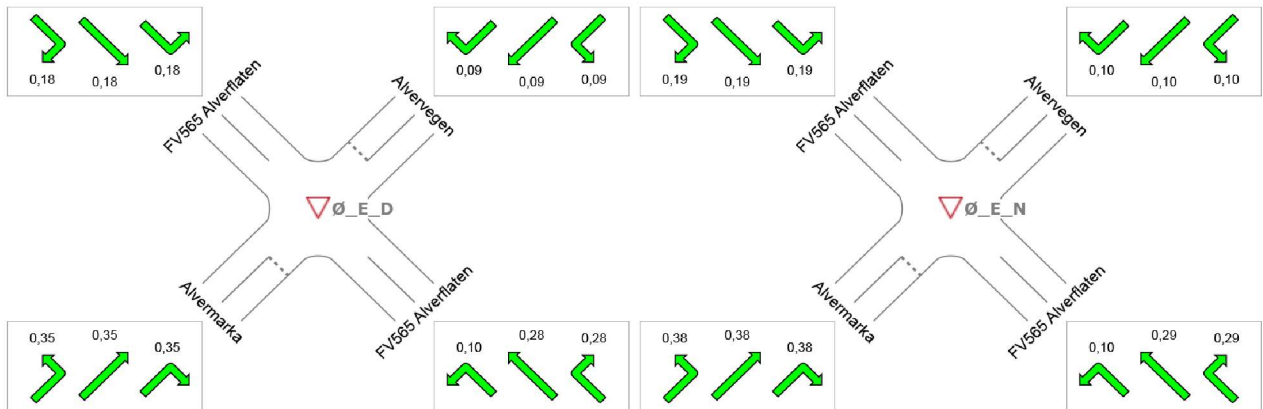 0,18 0,18 0,18
0,09 0,09 0,09
FV565 Alverflaten
Alvervegen
Ø_E_D
Alvermarka
FV565 Alverflaten
0,35 0,35 0,35
0,10 0,28 0,28
0,19 0,19 0,19
0,10 0,10 0,10
FV565 Alverflaten
Alvervegen
Ø_E_N
Alvermarka
FV565 Alverflaten
0,38 0,38 0,38
0,10 0,29 0,29